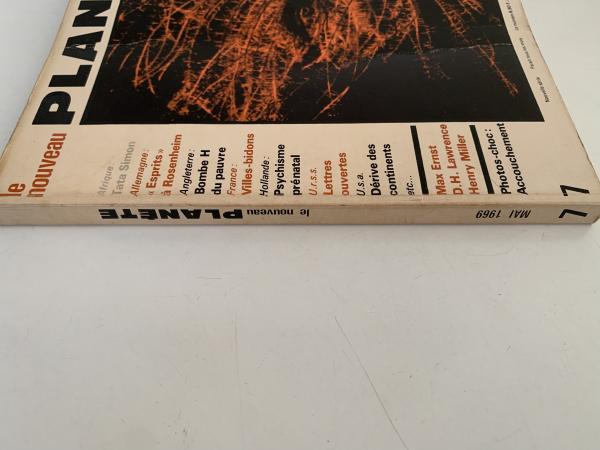 le
nouveau
PLAN
Afrique :
Tata Simon
Allemagne :
« Esprits »
à Rosenheim
Angleterre :
Bombe H
du pauvre
France :
Villes-bidons
Hollande :
Psychisme
prénatal
U.r.s.s.
Lettres
ouvertes
U.s.a.
Dérive des
continents
etc...
Max Ernst
D.H. Lawrence
Henry Miller
Photos-choc :
Accouchement
7
le nouveau PLANÈTE
MAI 1969
7